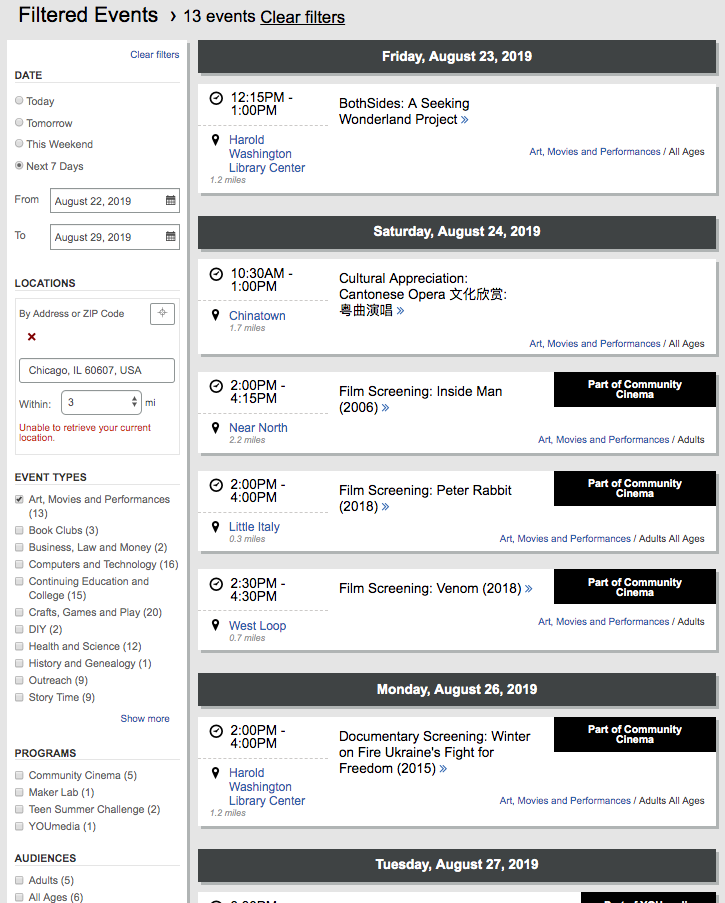 Filtered Events › 13 events Clear filters
Clear filters
DATE
Today
Tomorrow
This Weekend
Next 7 Days
From August 22, 2019
To August 29, 2019
LOCATIONS
By Address or ZIP Code
Chicago, IL 60607, USA
Within: 3 mi
Unable to retrieve your current
location.
EVENT TYPES
Art, Movies and Performances
(13)
Book Clubs (3)
Business, Law and Money (2)
Computers and Technology (16)
Continuing Education and
College (15)
Crafts, Games and Play (20)
DIY (2)
Health and Science (12)
History and Genealogy (1)
Outreach (9)
Story Time (9)
Show more
PROGRAMS
Community Cinema (5)
Maker Lab (1)
Teen Summer Challenge (2)
YOUmedia (1)
AUDIENCES
Adults (5)
All Ages (6)
Friday, August 23, 2019
12:15PM -
1:00PM
Harold
Washington
Library Center
1.2 miles
BothSides: A Seeking
Wonderland Project »
Art, Movies and Performances / All Ages
Saturday, August 24, 2019
10:30AM -
1:00PM
Chinatown
1.7 miles
Cultural Appreciation:
Cantonese Opera 文化欣赏:
粤曲演唱 »
Art, Movies and Performances / All Ages
2:00PM -
4:15PM
Near North
2.2 miles
Film Screening: Inside Man
(2006) »
Part of Community
Cinema
Art, Movies and Performances / Adults
2:00PM -
4:00PM
Little Italy
0.3 miles
Film Screening: Peter Rabbit
(2018) »
Part of Community
Cinema
Art, Movies and Performances / Adults All Ages
2:30PM -
4:30PM
West Loop
0.7 miles
Film Screening: Venom (2018) »
Part of Community
Cinema
Art, Movies and Performances / Adults
Monday, August 26, 2019
2:00PM -
4:00PM
Harold
Washington
Library Center
1.2 miles
Documentary Screening: Winter
on Fire Ukraine's Fight for
Freedom (2015) »
Part of Community
Cinema
Art, Movies and Performances / Adults All Ages
Tuesday, August 27, 2019